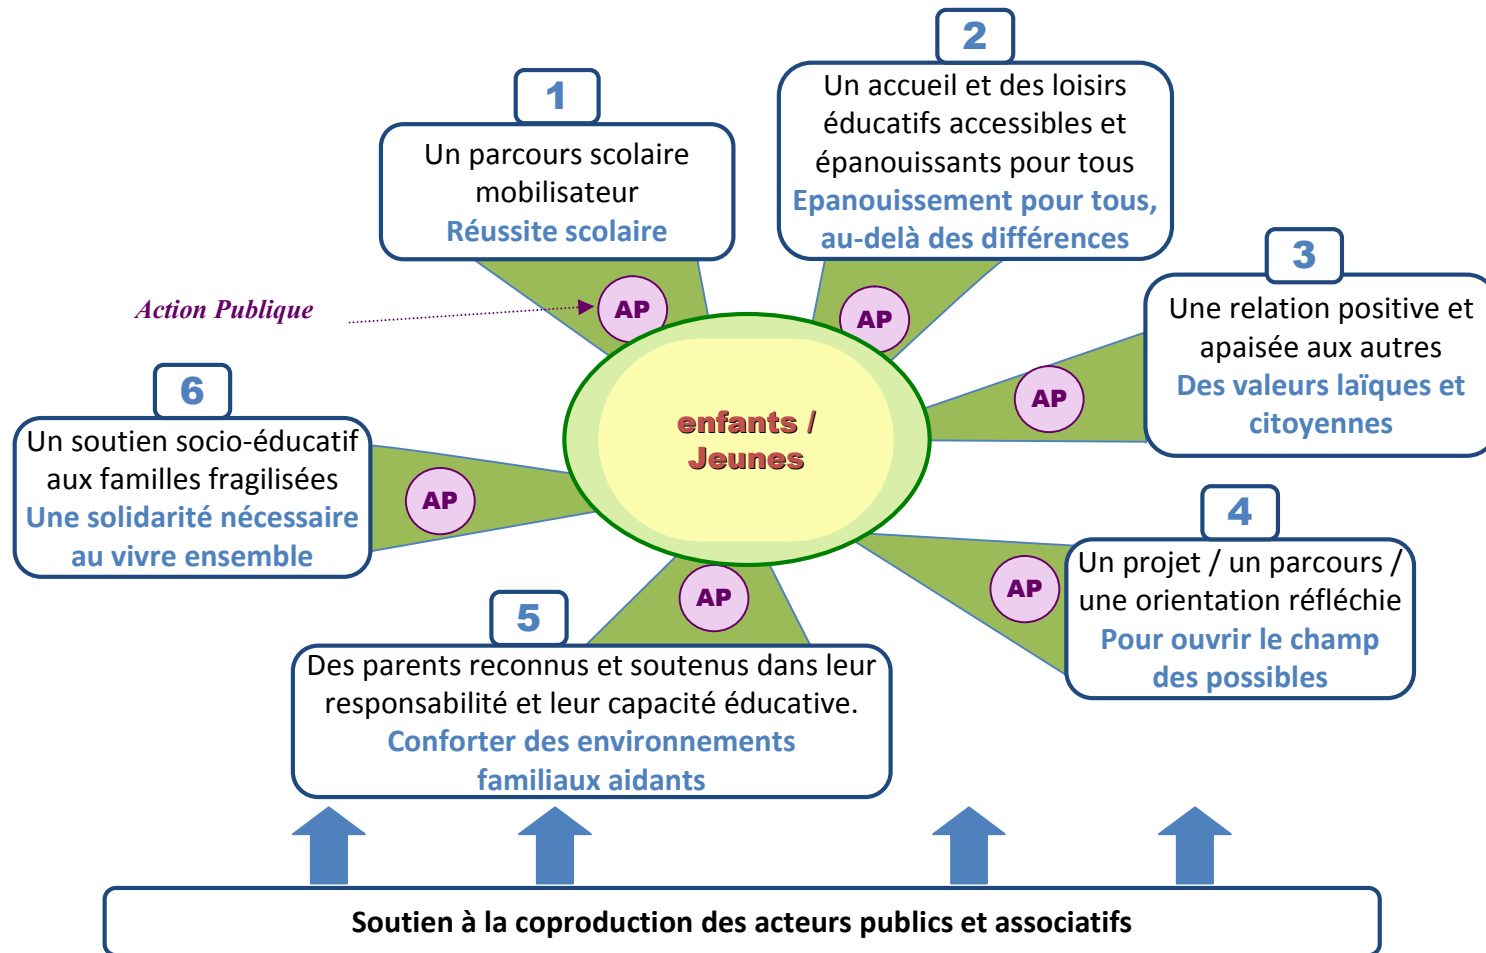 1
Un parcours scolaire
mobilisateur
Réussite scolaire
2
Un accueil et des loisirs
éducatifs accessibles et
épanouissants pour tous
Epanouissement pour tous,
au-delà des différences
3
Une relation positive et
apaisée aux autres
Des valeurs laïques et
citoyennes
Action Publique
AP
AP
AP
AP
AP
AP
enfants /
Jeunes
6
Un soutien socio-éducatif
aux familles fragilisées
Une solidarité nécessaire
au vivre ensemble
4
Un projet / un parcours /
une orientation réfléchie
Pour ouvrir le champ
des possibles
5
Des parents reconnus et soutenus dans leur
responsabilité et leur capacité éducative.
Conforter des environnements
familiaux aidants
Soutien à la coproduction des acteurs publics et associatifs